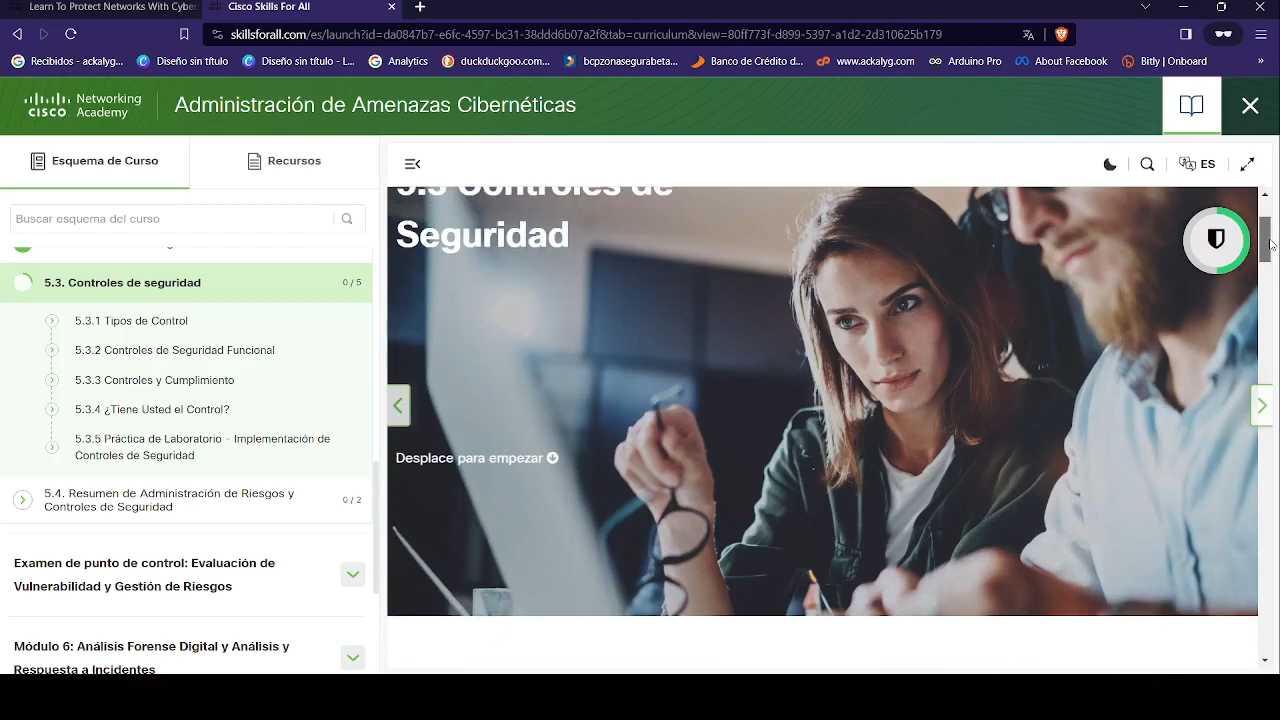 Learn To Protect Networks With Cyber
Cisco Skills For All
skillsforall.com/es/launch?id=da0847b7-e6fc-4597-bc31-38ddd6b07a2f&tab=curriculum&view=80ff773f-d899-5397-a1d2-2d310625b179
Recibidos – ackalyg...
Diseño sin título
Diseño sin título - L...
Analytics
duckduckgoo.com...
bcpzonasegurabeta...
Banco de Crédito d...
www.ackalyg.com
Arduino Pro
About Facebook
Bitly | Onboard
»
cisco Networking Academy
Administración de Amenazas Cibernéticas
Esquema de Curso
Recursos
ES
Buscar esquema del curso
5.3. Controles de seguridad
0 / 5
5.3.1 Tipos de Control
5.3.2 Controles de Seguridad Funcional
5.3.3 Controles y Cumplimiento
5.3.4 ¿Tiene Usted el Control?
5.3.5 Práctica de Laboratorio – Implementación de
Controles de Seguridad
5.4. Resumen de Administración de Riesgos y
Controles de Seguridad
0 / 2
Examen de punto de control: Evaluación de
Vulnerabilidad y Gestión de Riesgos
Módulo 6: Análisis Forense Digital y Análisis y
Respuesta a Incidentes
5.3 Controles de
Seguridad
Desplace para empezar